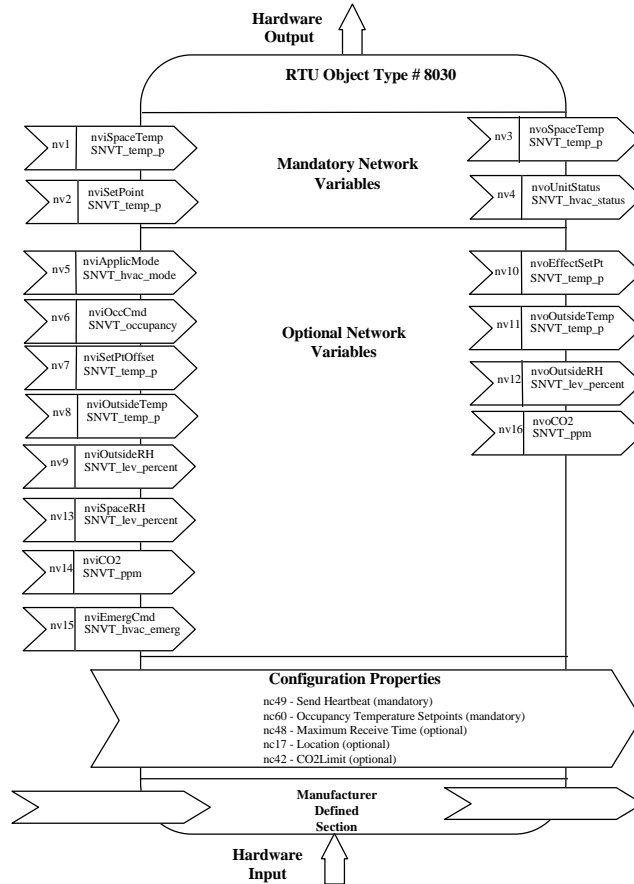 Hardware
Output
RTU Object Type # 8030
nv1
nviSpaceTemp
SNVT_temp_p
nv3
nvoSpaceTemp
SNVT_temp_p
Mandatory Network
Variables
nv2
nviSetPoint
SNVT_temp_p
nv4
nvoUnitStatus
SNVT_hvac_status
nv5
nviApplicMode
SNVT_hvac_mode
nv10
nvoEffectSetPt
SNVT_temp_p
nv6
nviOccCmd
SNVT_occupancy
Optional Network
Variables
nv11
nvoOutsideTemp
SNVT_temp_p
nv7
nviSetPtOffset
SNVT_temp_p
nv12
nvoOutsideRH
SNVT_lev_percent
nv8
nviOutsideTemp
SNVT_temp_p
nv16
nvoCO2
SNVT_ppm
nv9
nviOutsideRH
SNVT_lev_percent
nv13
nviSpaceRH
SNVT_lev_percent
nv14
nviCO2
SNVT_ppm
nv15
nviEmergCmd
SNVT_hvac_emerg
Configuration Properties
nc49 - Send Heartbeat (mandatory)
nc60 - Occupancy Temperature Setpoints (mandatory)
nc48 - Maximum Receive Time (optional)
nc17 - Location (optional)
nc42 - CO2Limit (optional)
Manufacturer
Defined
Section
Hardware
Input